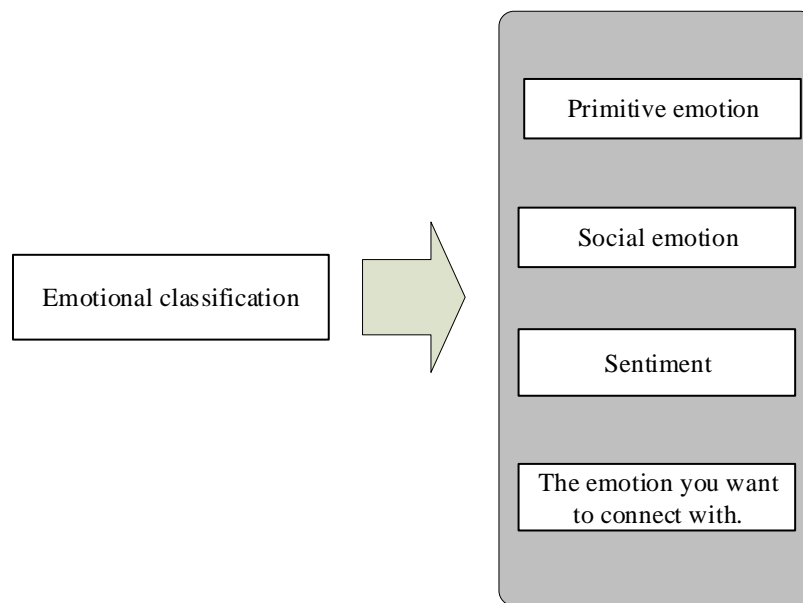 Primitive emotion
Social emotion
Emotional classification
Sentiment
The emotion you want
to connect with.